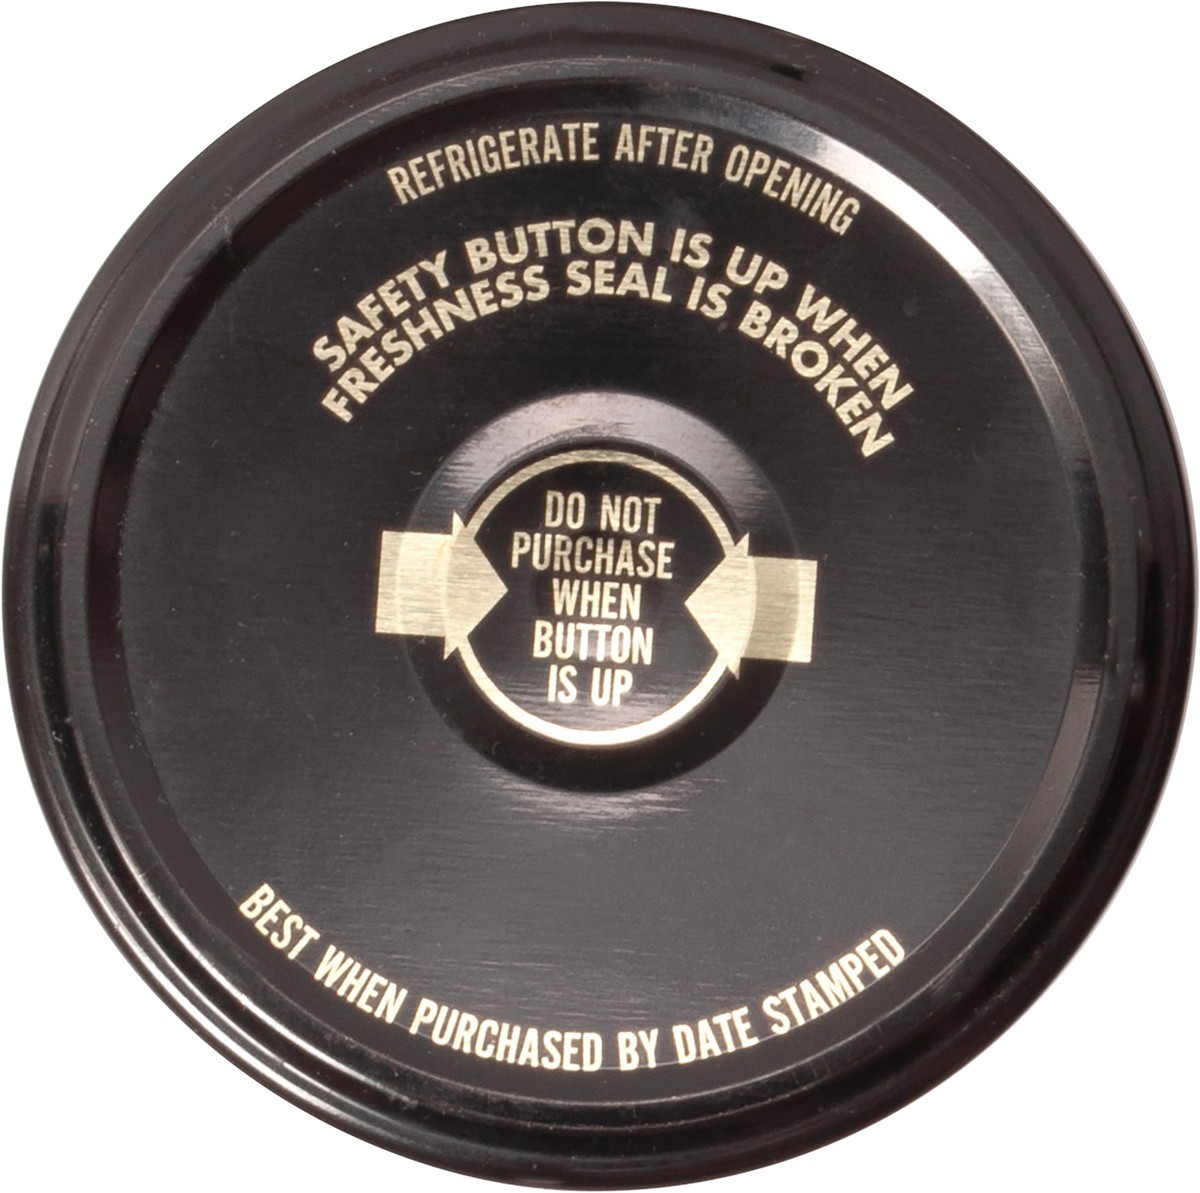 REFRIGERATE AFTER OPENING
SAFETY BUTTON IS UP WHEN
FRESHNESS SEAL IS BROKEN
DO NOT
PURCHASE
WHEN
BUTTON
IS UP
BEST WHEN PURCHASED BY DATE STAMPED